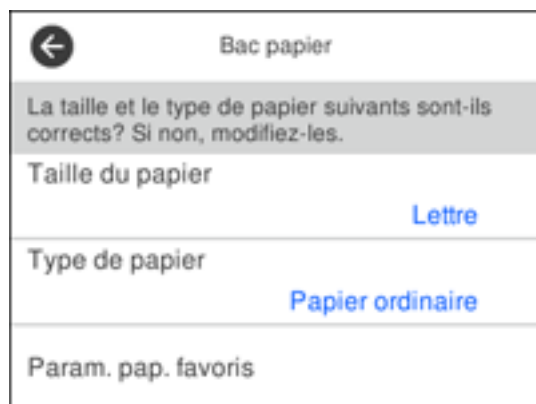 Bac papier
La taille et le type de papier suivants sont-ils
corrects? Si non, modifiez-les.
Taille du papier
Lettre
Type de papier
Papier ordinaire
Param. pap. favoris